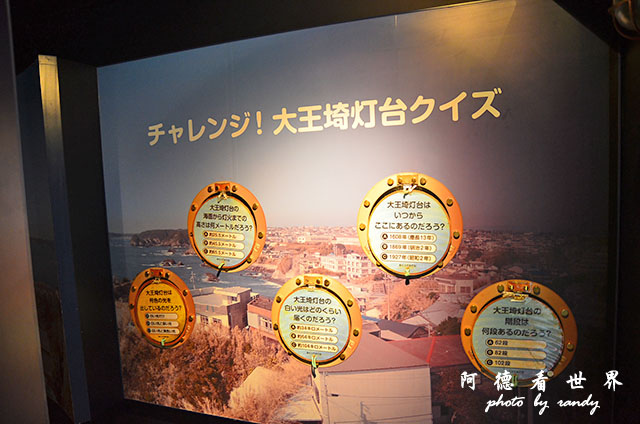 チャレンジ！大王埼灯台クイズ
大王埼灯台の
海面から灯火までの
高さは何メートルだろう？
大王埼灯台は
いつから
ここにあるのだろう？
A 1608年(慶長13年)
B 1869年(明治2年)
C 1927年(昭和2年)
大王埼灯台は
何色の光を
出しているのだろう？
大王埼灯台の
白い光はどのくらい
届くのだろう？
大王埼灯台の
階段は
何段あるのだろう？
A 62段
B 82段
C 102段
阿德看世界
photo by randy